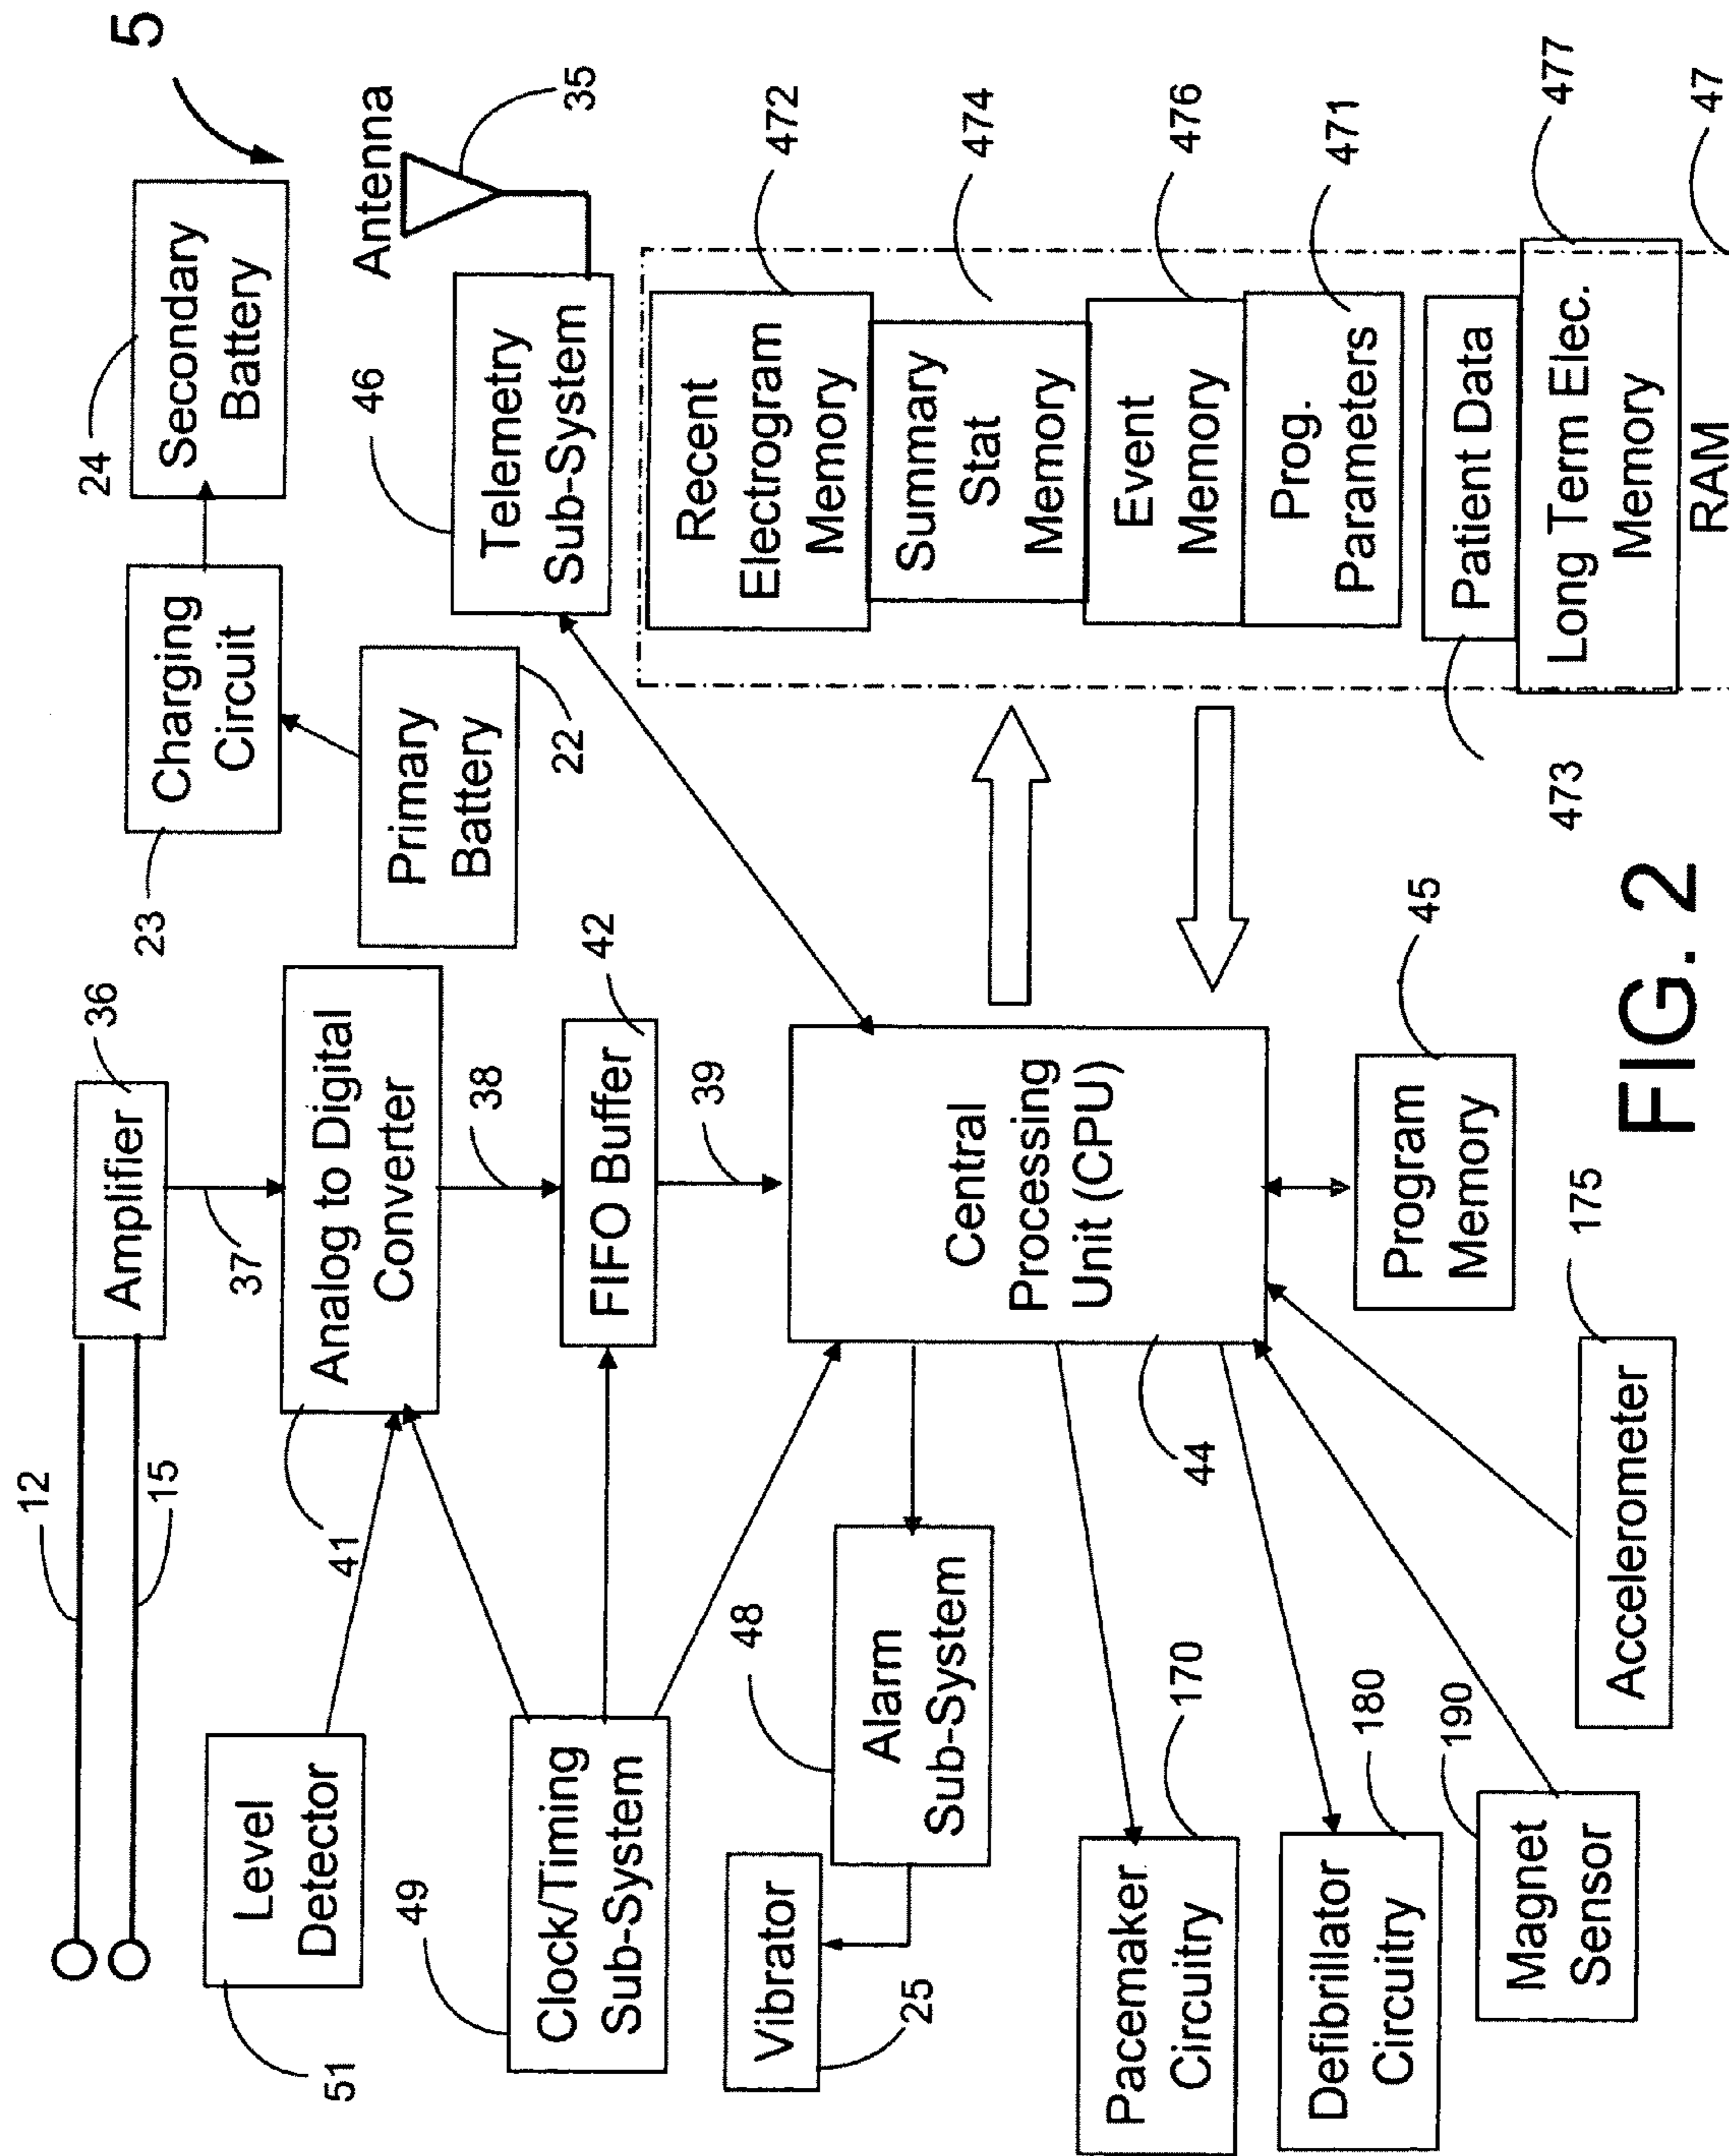 5
12
15
Amplifier
36
37
Level
Detector
51
Analog to Digital
Converter
41
38
Clock/Timing
Sub-System
49
FIFO Buffer
42
39
Charging
Circuit
23
Secondary
Battery
24
Primary
Battery
22
Antenna
35
Telemetry
Sub-System
46
Vibrator
25
Alarm
Sub-System
48
Central
Processing
Unit (CPU)
44
Recent
Electrogram
Memory
472
Summary
Stat
Memory
474
Event
Memory
476
Prog.
Parameters
471
Patient Data
473
Long Term Elec.
Memory
477
RAM
47
Pacemaker
Circuitry
170
Defibrillator
Circuitry
180
Magnet
Sensor
190
Accelerometer
175
Program
Memory
45
FIG. 2